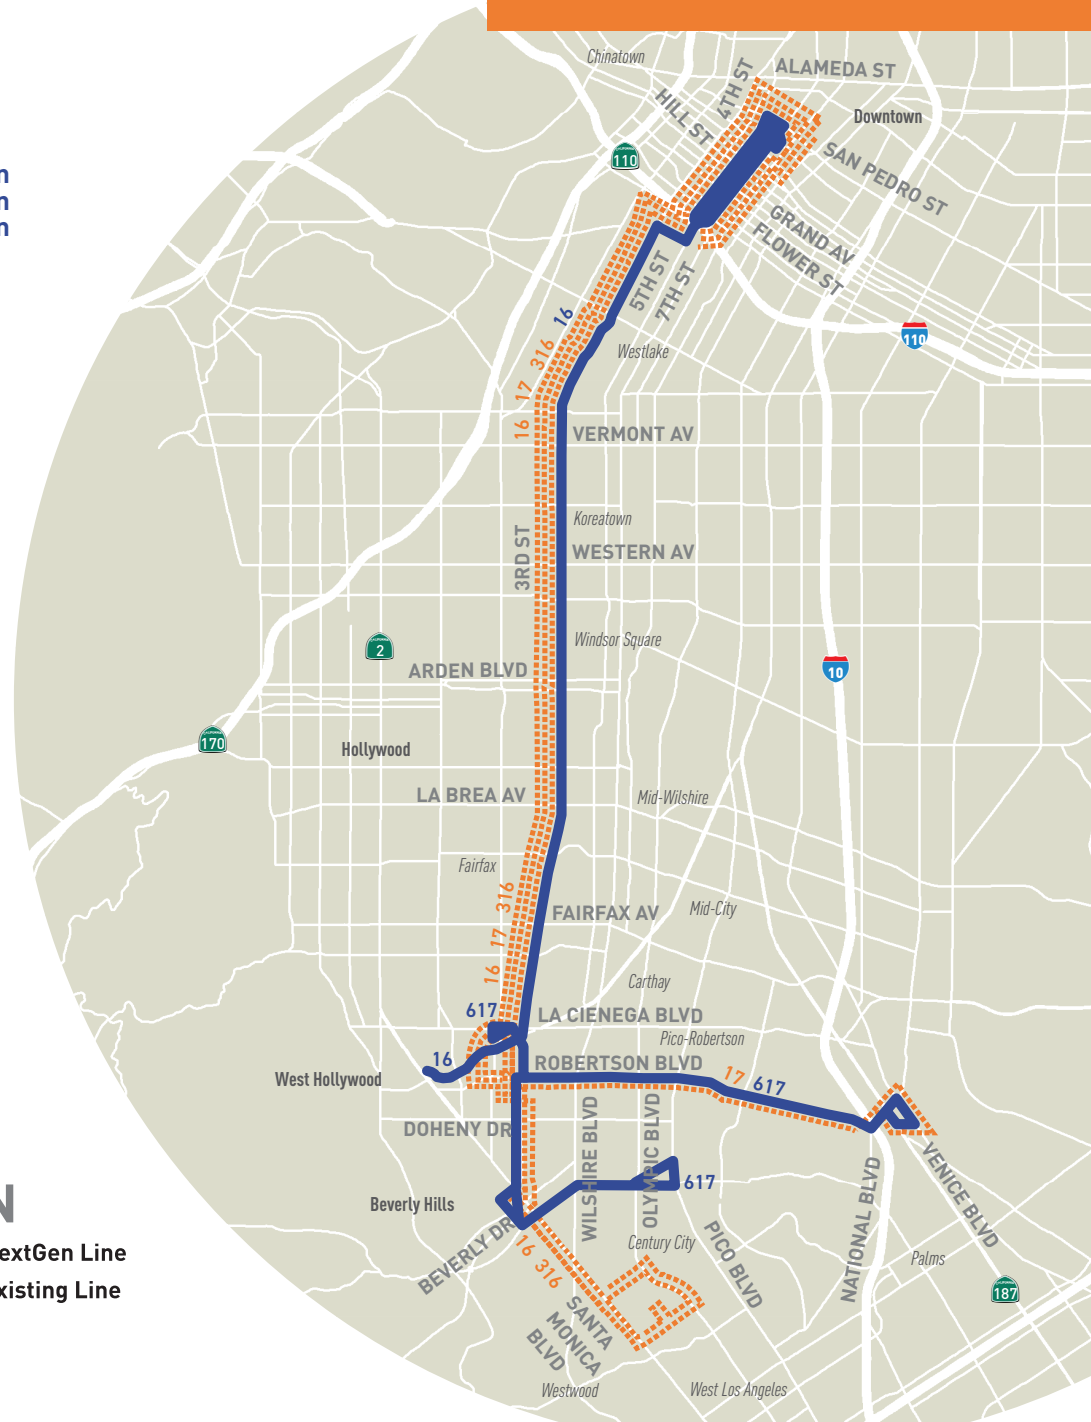 Chinatown
ALAMEDA ST
4TH ST
HILL ST
Downtown
CALIFORNIA
110
SAN PEDRO ST
n
n
n
GRAND AV
FLOWER ST
5TH ST
7TH ST
16
110
Westlake
316
17
16
VERMONT AV
Koreatown
3RD ST
WESTERN AV
Windsor Square
CALIFORNIA
2
ARDEN BLVD
10
CALIFORNIA
170
Hollywood
LA BREA AV
Mid-Wilshire
Fairfax
316
17
16
FAIRFAX AV
Mid-City
Carthay
617
LA CIENEGA BLVD
Pico-Robertson
16
ROBERTSON BLVD
West Hollywood
17
617
DOHENY DR
WILSHIRE BLVD
OLYMPIC BLVD
617
Beverly Hills
BEVERLY DR
N
extGen Line
xisting Line
16
316
Century City
PICO BLVD
NATIONAL BLVD
VENICE BLVD
Palms
CALIFORNIA
187
SANTA
MONICA
BLVD
Westwood
West Los Angeles